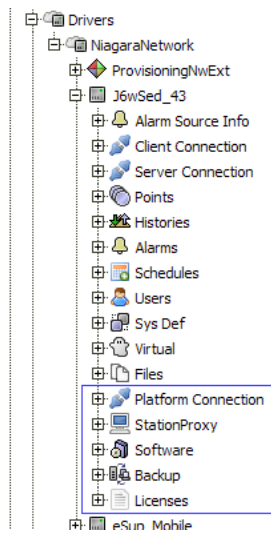 Drivers
NiagaraNetwork
ProvisioningNwExt
J6wSed_43
Alarm Source Info
Client Connection
Server Connection
Points
Histories
Alarms
Schedules
Users
Sys Def
Virtual
Files
Platform Connection
StationProxy
Software
Backup
Licenses
eSun_Mobile